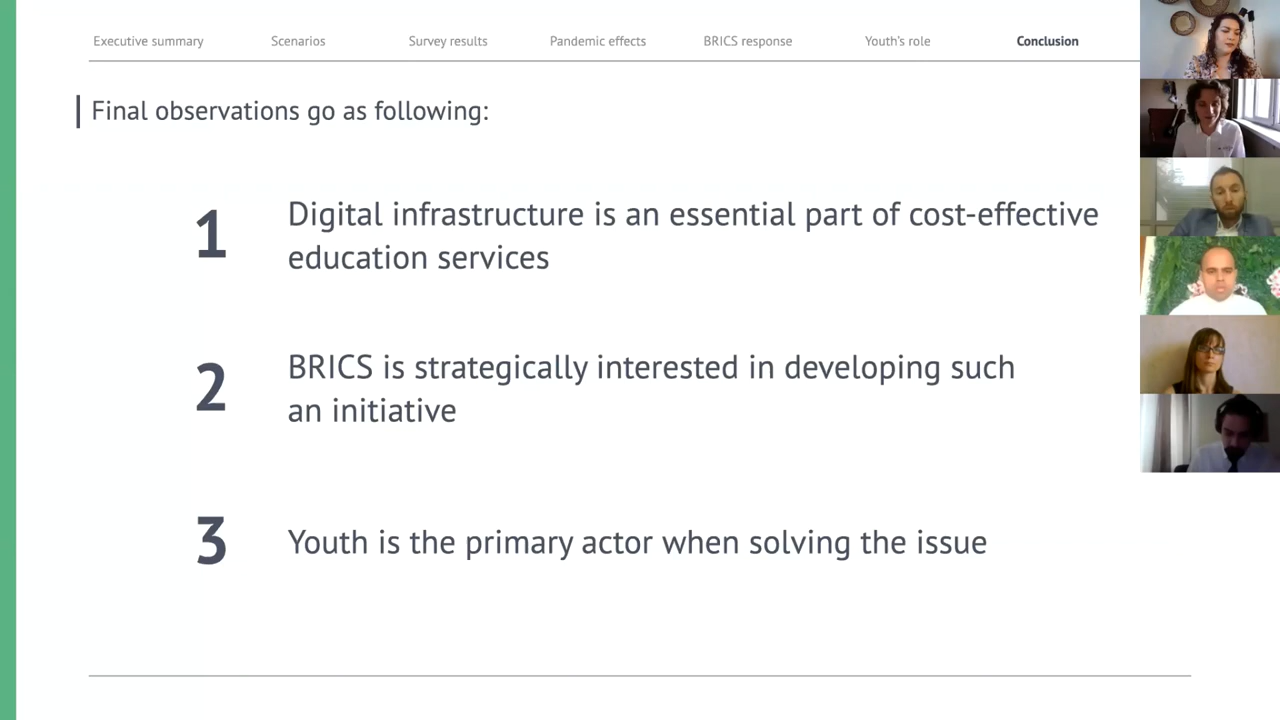 Executive summary Scenarios Survey results Pandemic effects BRICS response Youth's role Conclusion
Final observations go as following:
1 Digital infrastructure is an essential part of cost-effective
education services
2 BRICS is strategically interested in developing such
an initiative
3 Youth is the primary actor when solving the issue